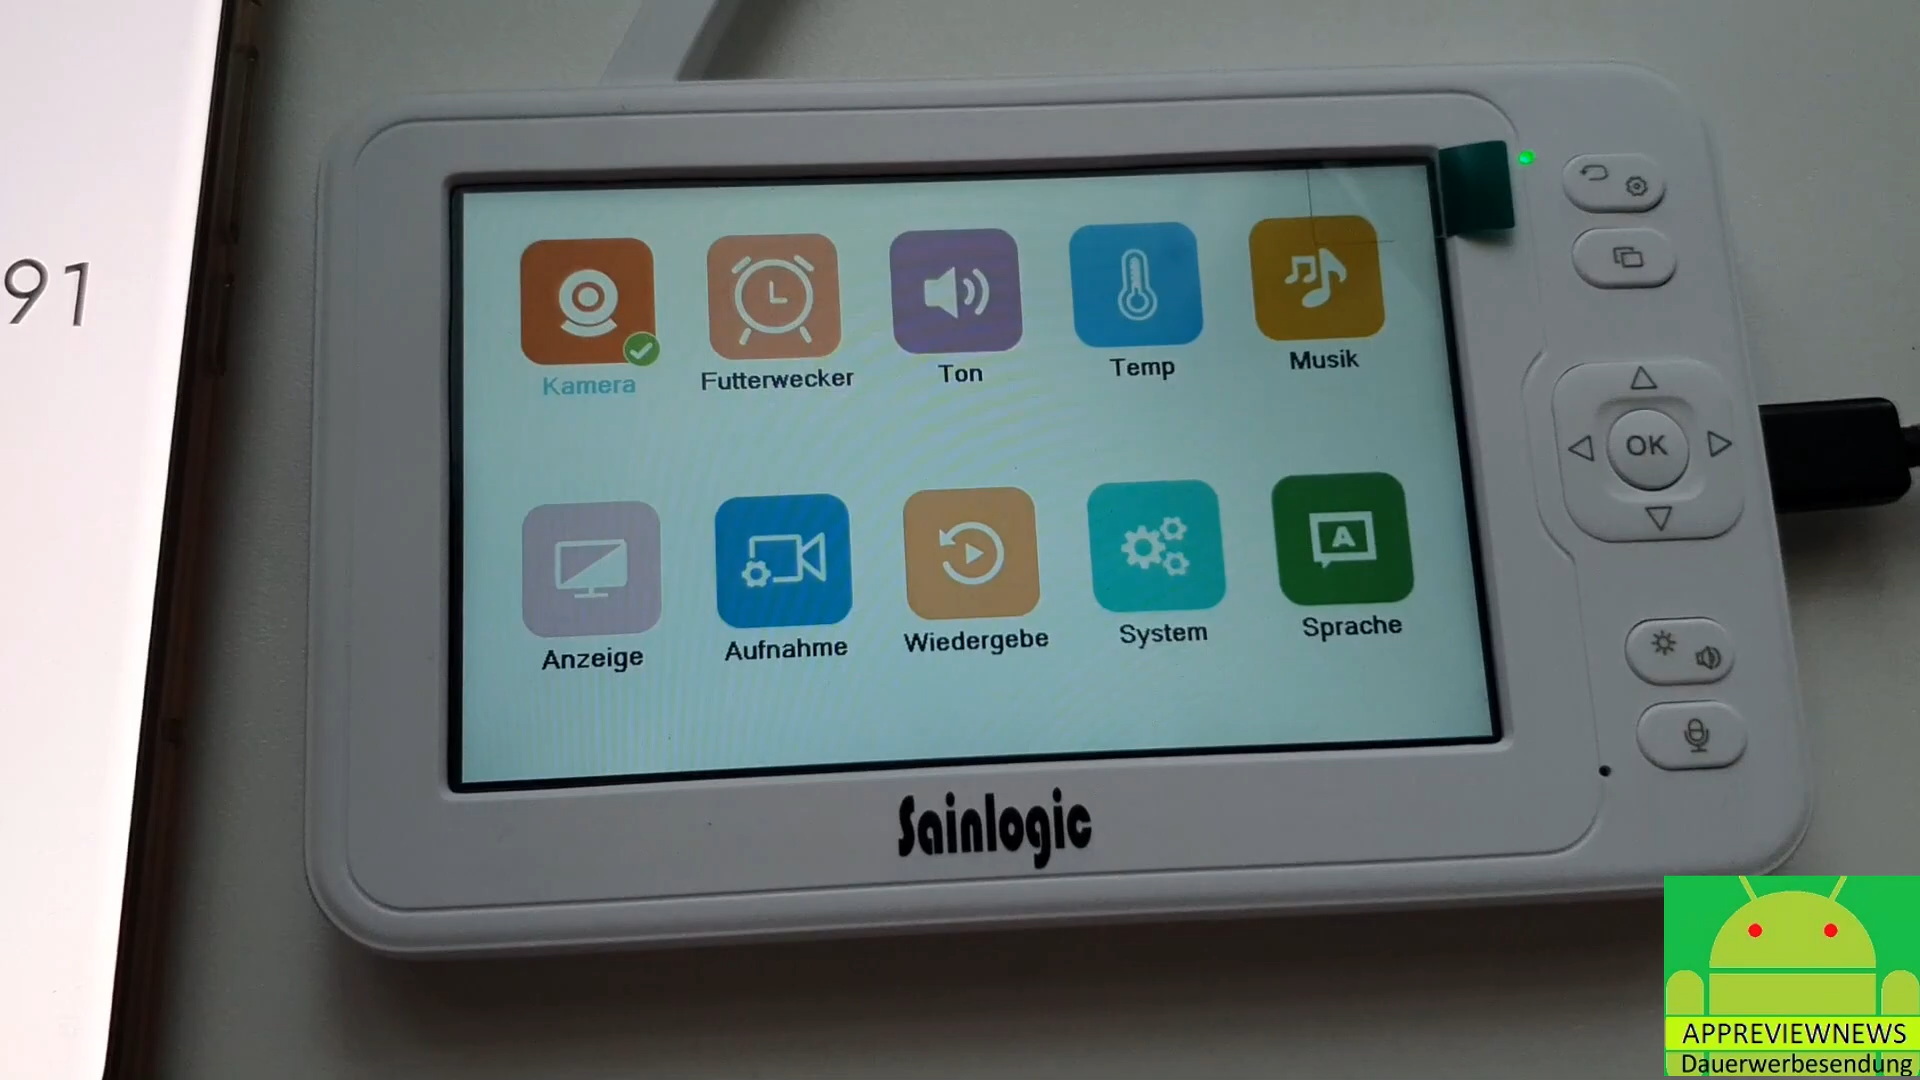 91
Kamera
Futterwecker
Ton
Temp
Musik
OK
A
Anzeige
Aufnahme
Wiedergebe
System
Sprache
Sainlogic
APPREVIEWNEWS
Dauerwerbesendung